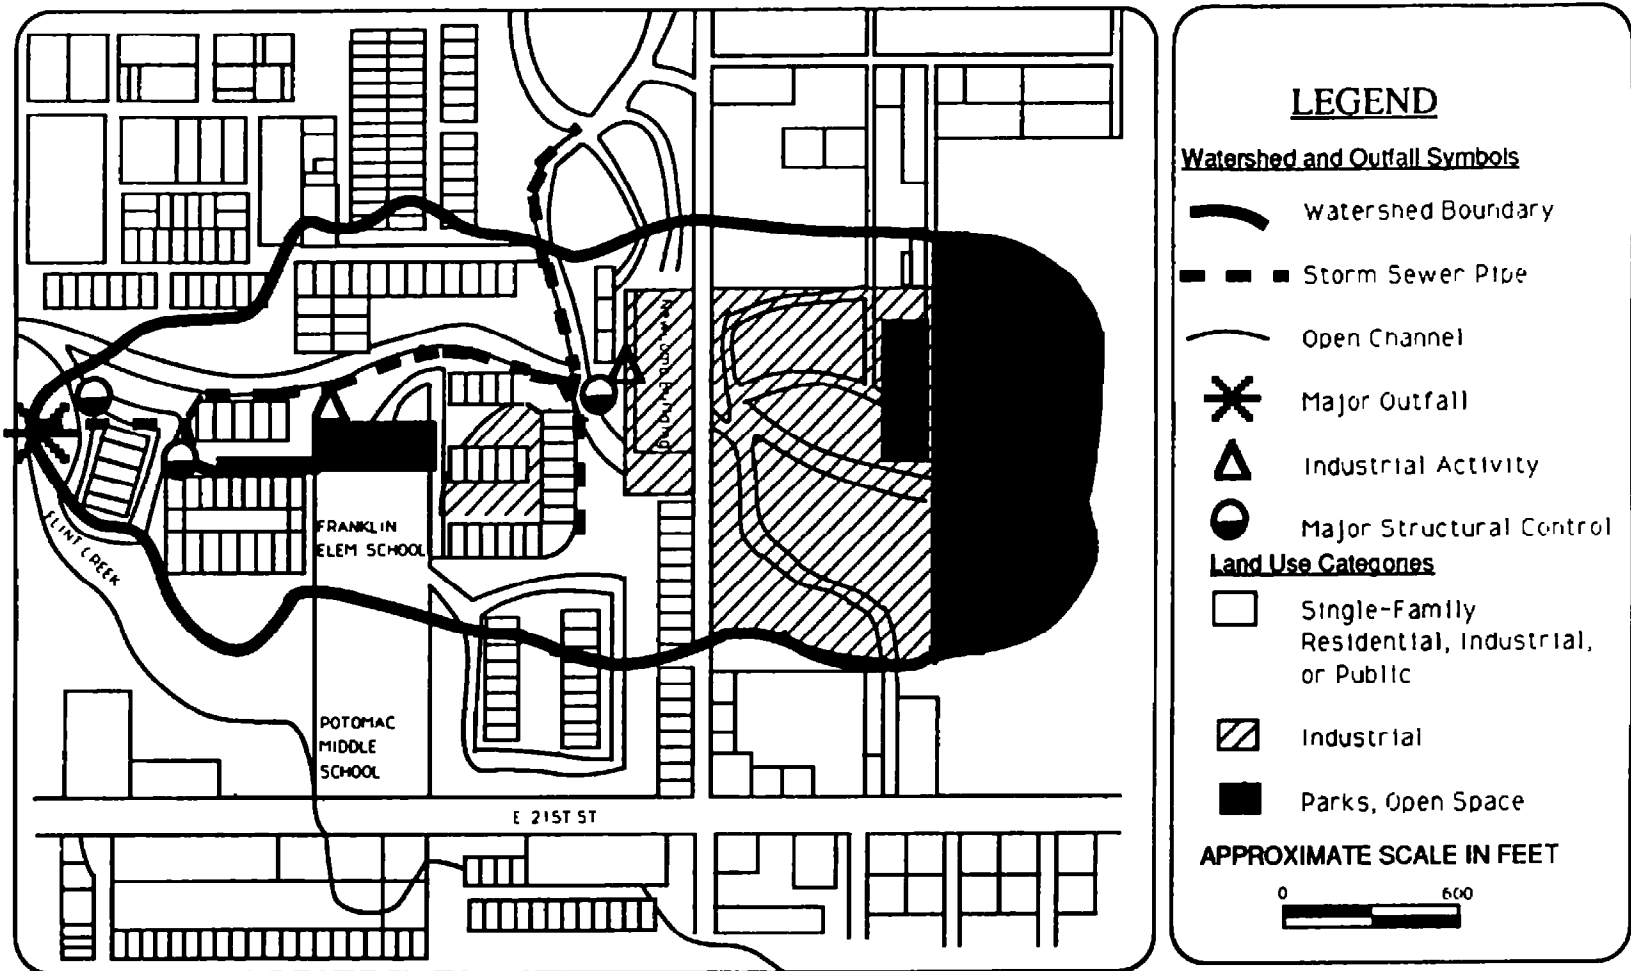 FLINT CREEK
FRANKLIN
ELEM SCHOOL
POTOMAC
MIDDLE
SCHOOL
E 21ST ST
LEGEND
Watershed and Outfall Symbols
Watershed Boundary
Storm Sewer Pipe
Open Channel
Major Outfall
Industrial Activity
Major Structural Control
Land Use Categories
Single-Family
Residential, Industrial,
or Public
Industrial
Parks, Open Space
APPROXIMATE SCALE IN FEET
0 600